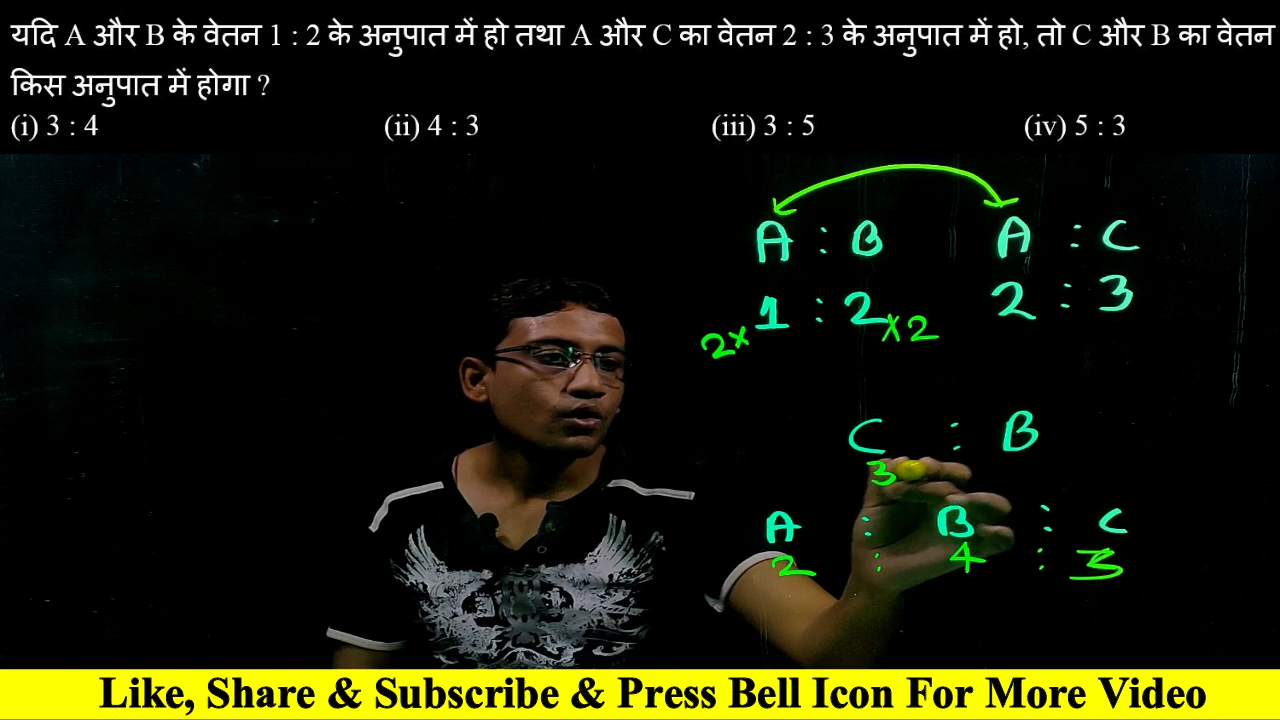 यदि A और B के वेतन 1 : 2 के अनुपात में हो तथा A और C का वेतन 2 : 3 के अनुपात में हो, तो C और B का वेतन
किस अनुपात में होगा ?
(i) 3 : 4 (ii) 4 : 3 (iii) 3 : 5 (iv) 5 : 3
A : B A : C
2× 1 : 2 ×2 2 : 3
C : B
3
A : B : C
2 : 4 : 3
Like, Share & Subscribe & Press Bell Icon For More Video